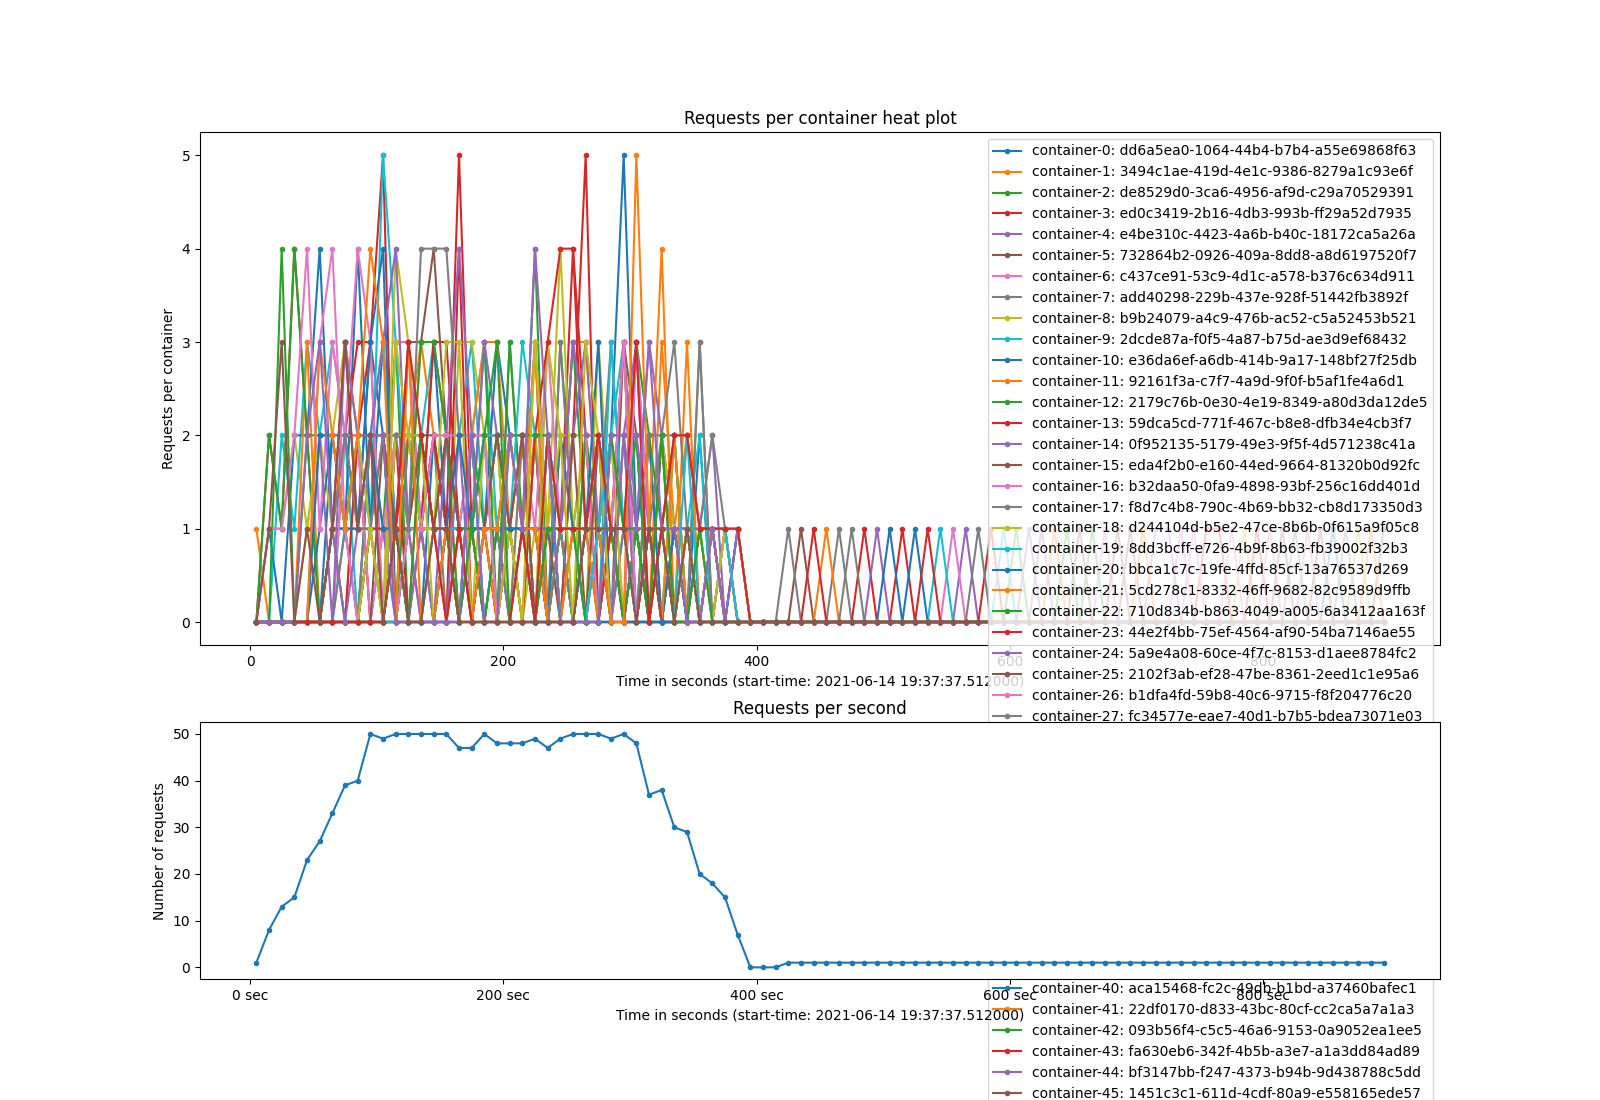 Requests per container heat plot
Requests per container
5
4
3
2
1
0
container-0: dd6a5ea0-1064-44b4-b7b4-a55e69868f63
container-1: 3494c1ae-419d-4e1c-9386-8279a1c93e6f
container-2: de8529d0-3ca6-4956-af9d-c29a70529391
container-3: ed0c3419-2b16-4db3-993b-ff29a52d7935
container-4: e4be310c-4423-4a6b-b40c-18172ca5a26a
container-5: 732864b2-0926-409a-8dd8-a8d6197520f7
container-6: c437ce91-53c9-4d1c-a578-b376c634d911
container-7: add40298-229b-437e-928f-51442fb3892f
container-8: b9b24079-a4c9-476b-ac52-c5a52453b521
container-9: 2dcde87a-f0f5-4a87-b75d-ae3d9ef68432
container-10: e36da6ef-a6db-414b-9a17-148bf27f25db
container-11: 92161f3a-c7f7-4a9d-9f0f-b5af1fe4a6d1
container-12: 2179c76b-0e30-4e19-8349-a80d3da12de5
container-13: 59dca5cd-771f-467c-b8e8-dfb34e4cb3f7
container-14: 0f952135-5179-49e3-9f5f-4d571238c41a
container-15: eda4f2b0-e160-44ed-9664-81320b0d92fc
container-16: b32daa50-0fa9-4898-93bf-256c16dd401d
container-17: f8d7c4b8-790c-4b69-bb32-cb8d173350d3
container-18: d244104d-b5e2-47ce-8b6b-0f615a9f05c8
container-19: 8dd3bcff-e726-4b9f-8b63-fb39002f32b3
container-20: bbca1c7c-19fe-4ffd-85cf-13a76537d269
container-21: 5cd278c1-8332-46ff-9682-82c9589d9ffb
container-22: 710d834b-b863-4049-a005-6a3412aa163f
container-23: 44e2f4bb-75ef-4564-af90-54ba7146ae55
container-24: 5a9e4a08-60ce-4f7c-8153-d1aee8784fc2
container-25: 2102f3ab-ef28-47be-8361-2eed1c1e95a6
container-26: b1dfa4fd-59b8-40c6-9715-f8f204776c20
container-27: fc34577e-eae7-40d1-b7b5-bdea73071e03
0 200 400 600 800
Time in seconds (start-time: 2021-06-14 19:37:37.512000)
Requests per second
Number of requests
50
40
30
20
10
0
0 sec 200 sec 400 sec 600 sec 800 sec
Time in seconds (start-time: 2021-06-14 19:37:37.512000)
container-40: aca15468-fc2c-49db-b1bd-a37460bafec1
container-41: 22df0170-d833-43bc-80cf-cc2ca5a7a1a3
container-42: 093b56f4-c5c5-46a6-9153-0a9052ea1ee5
container-43: fa630eb6-342f-4b5b-a3e7-a1a3dd84ad89
container-44: bf3147bb-f247-4373-b94b-9d438788c5dd
container-45: 1451c3c1-611d-4cdf-80a9-e558165ede57